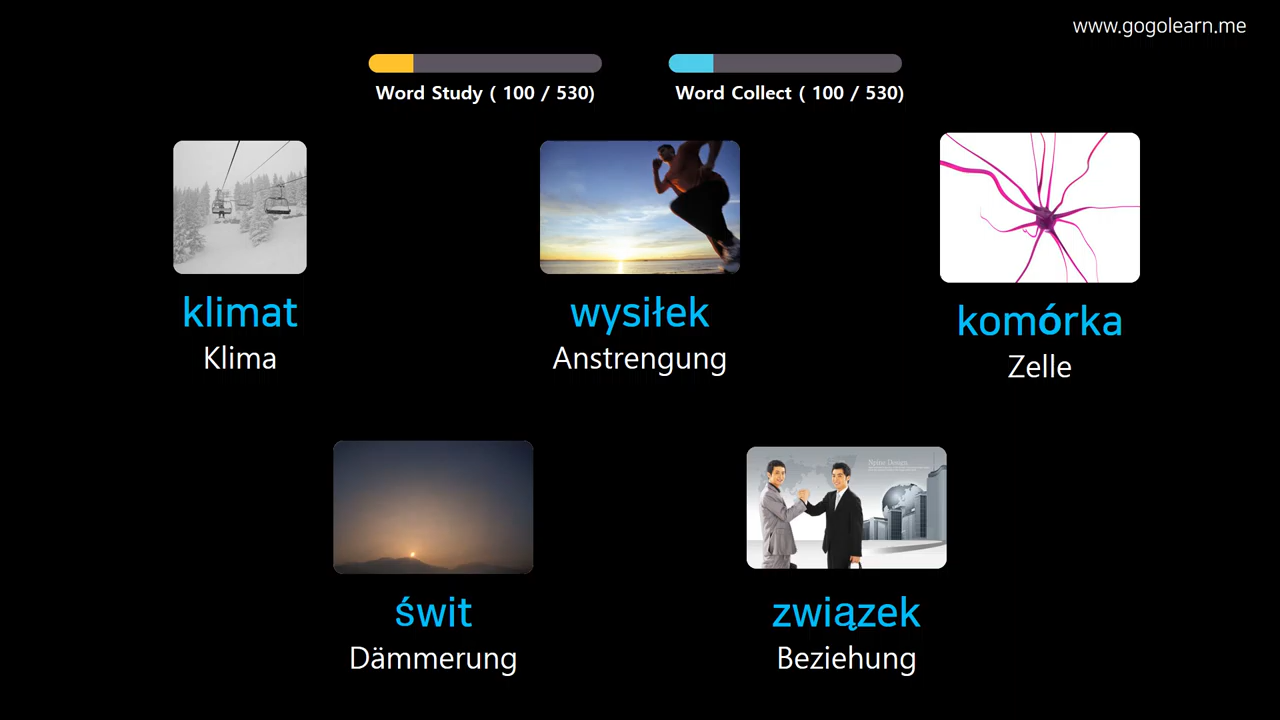 www.gogolearn.me
Word Study ( 100 / 530)
Word Collect ( 100 / 530)
klimat
Klima
wysiłek
Anstrengung
komórka
Zelle
świt
Dämmerung
związek
Beziehung